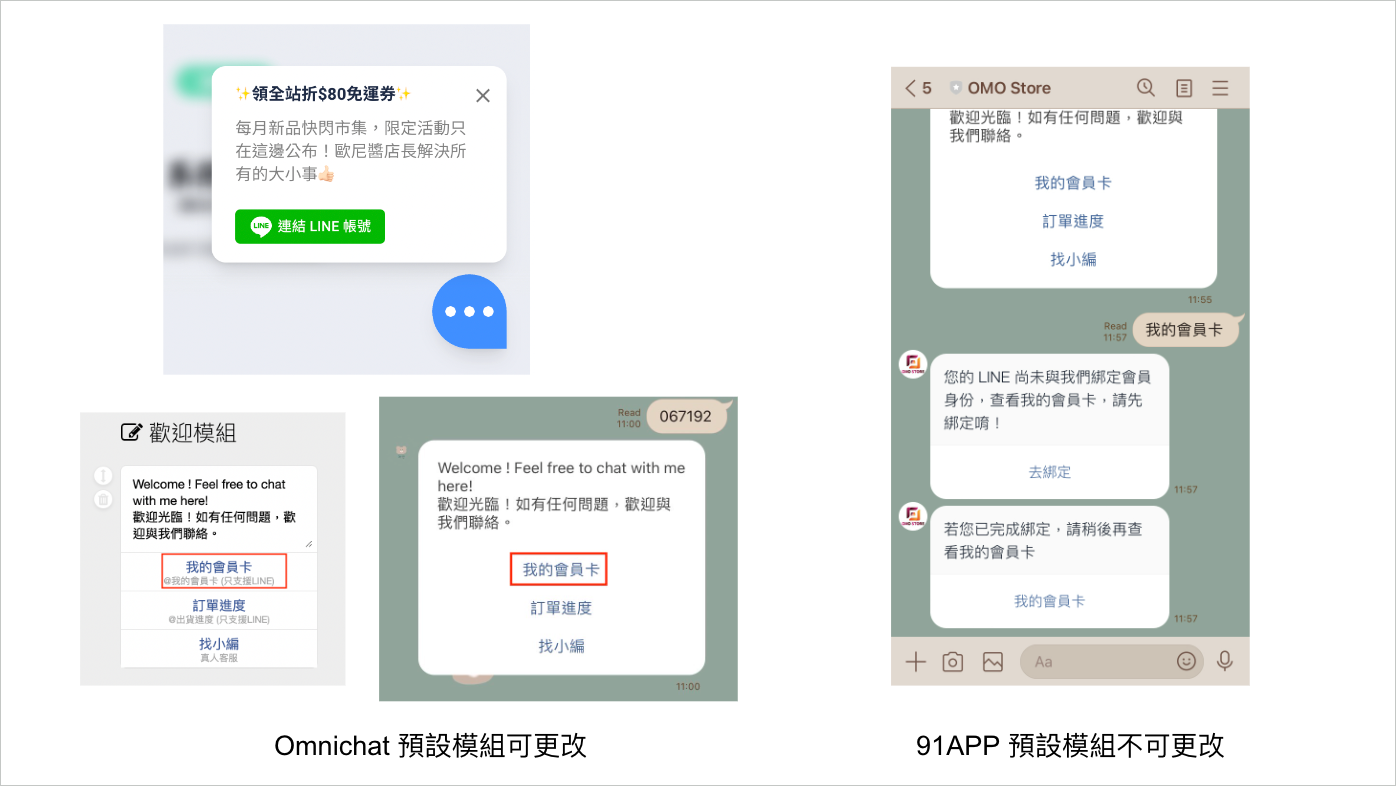 ✨領全站折$80免運券✨
每月新品快閃市集，限定活動只
在這邊公布！歐尼醬店長解決所
有的大小事👍🏻
LINE 連結 LINE 帳號
歡迎模組
Welcome ! Feel free to chat
with me here!
歡迎光臨！如有任何問題，歡
迎與我們聯絡。
我的會員卡
@我的會員卡 (只支援LINE)
訂單進度
@出貨進度 (只支援LINE)
找小編
真人客服
Read
11:00
067192
Welcome ! Feel free to chat with me
here!
歡迎光臨！如有任何問題，歡迎與
我們聯絡。
我的會員卡
訂單進度
找小編
11:00
Omnichat 預設模組可更改
5 OMO Store
歡迎光臨！如有任何問題，歡迎與
我們聯絡。
我的會員卡
訂單進度
找小編
11:55
Read
11:57
我的會員卡
OMO STORE
您的 LINE 尚未與我們綁定會員
身份，查看我的會員卡，請先
綁定唷！
去綁定
11:57
OMO STORE
若您已完成綁定，請稍後再查
看我的會員卡
我的會員卡
11:57
Aa
91APP 預設模組不可更改